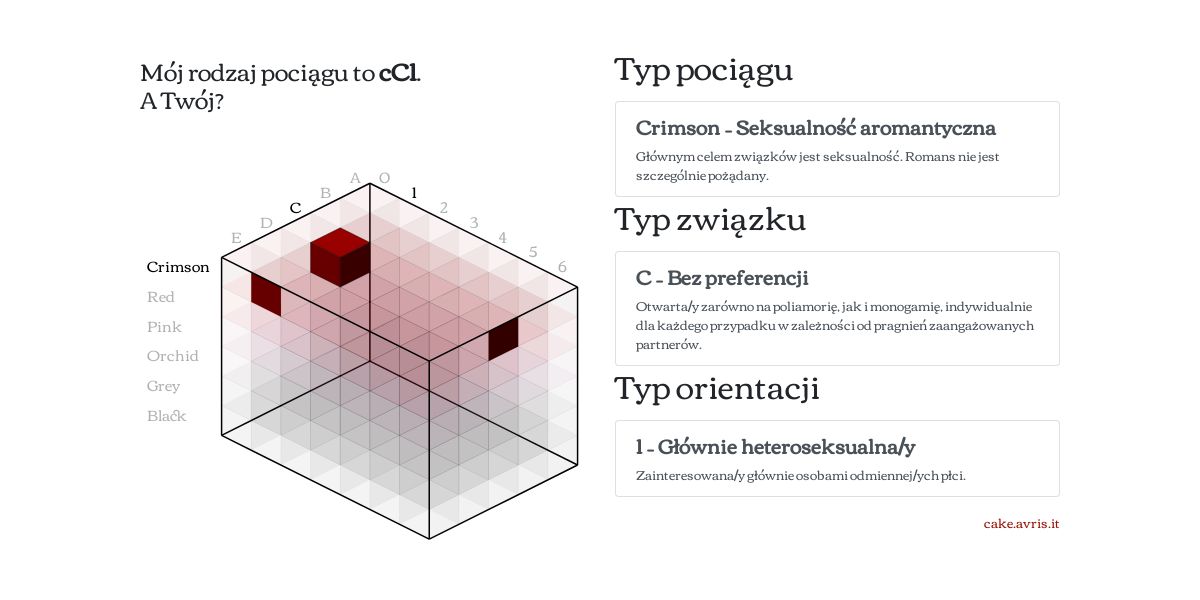 Mój rodzaj pociągu to cC1.
A Twój?
A
O
B
1
C
2
D
3
E
4
5
6
Crimson
Red
Pink
Orchid
Grey
Black
Typ pociągu
Crimson - Seksualność aromantyczna
Głównym celem związków jest seksualność. Romans nie jest
szczególnie pożądany.
Typ związku
C - Bez preferencji
Otwarta/y zarówno na poliamorię, jak i monogamię, indywidualnie
dla każdego przypadku w zależności od pragnień zaangażowanych
partnerów.
Typ orientacji
1 - Głównie heteroseksualna/y
Zainteresowana/y głównie osobami odmiennej/ych płci.
cake.avris.it